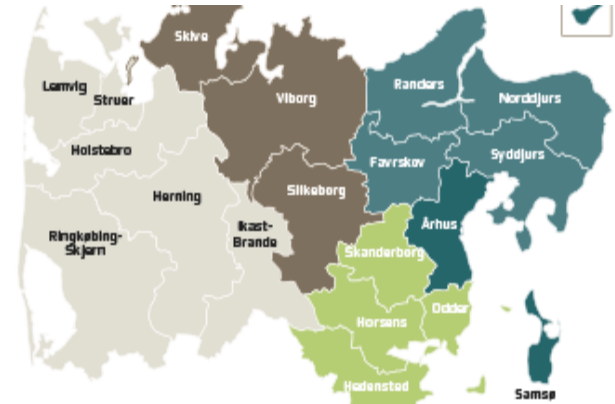 Skive
Lemvig
Struer
Viborg
Randers
Norddjurs
Holstebro
Favrskov
Syddjurs
Herning
Silkeborg
Ringkøbing-
Skjern
Ikast-
Brande
Århus
Skanderborg
Horsens
Odder
Hedensted
Samsø